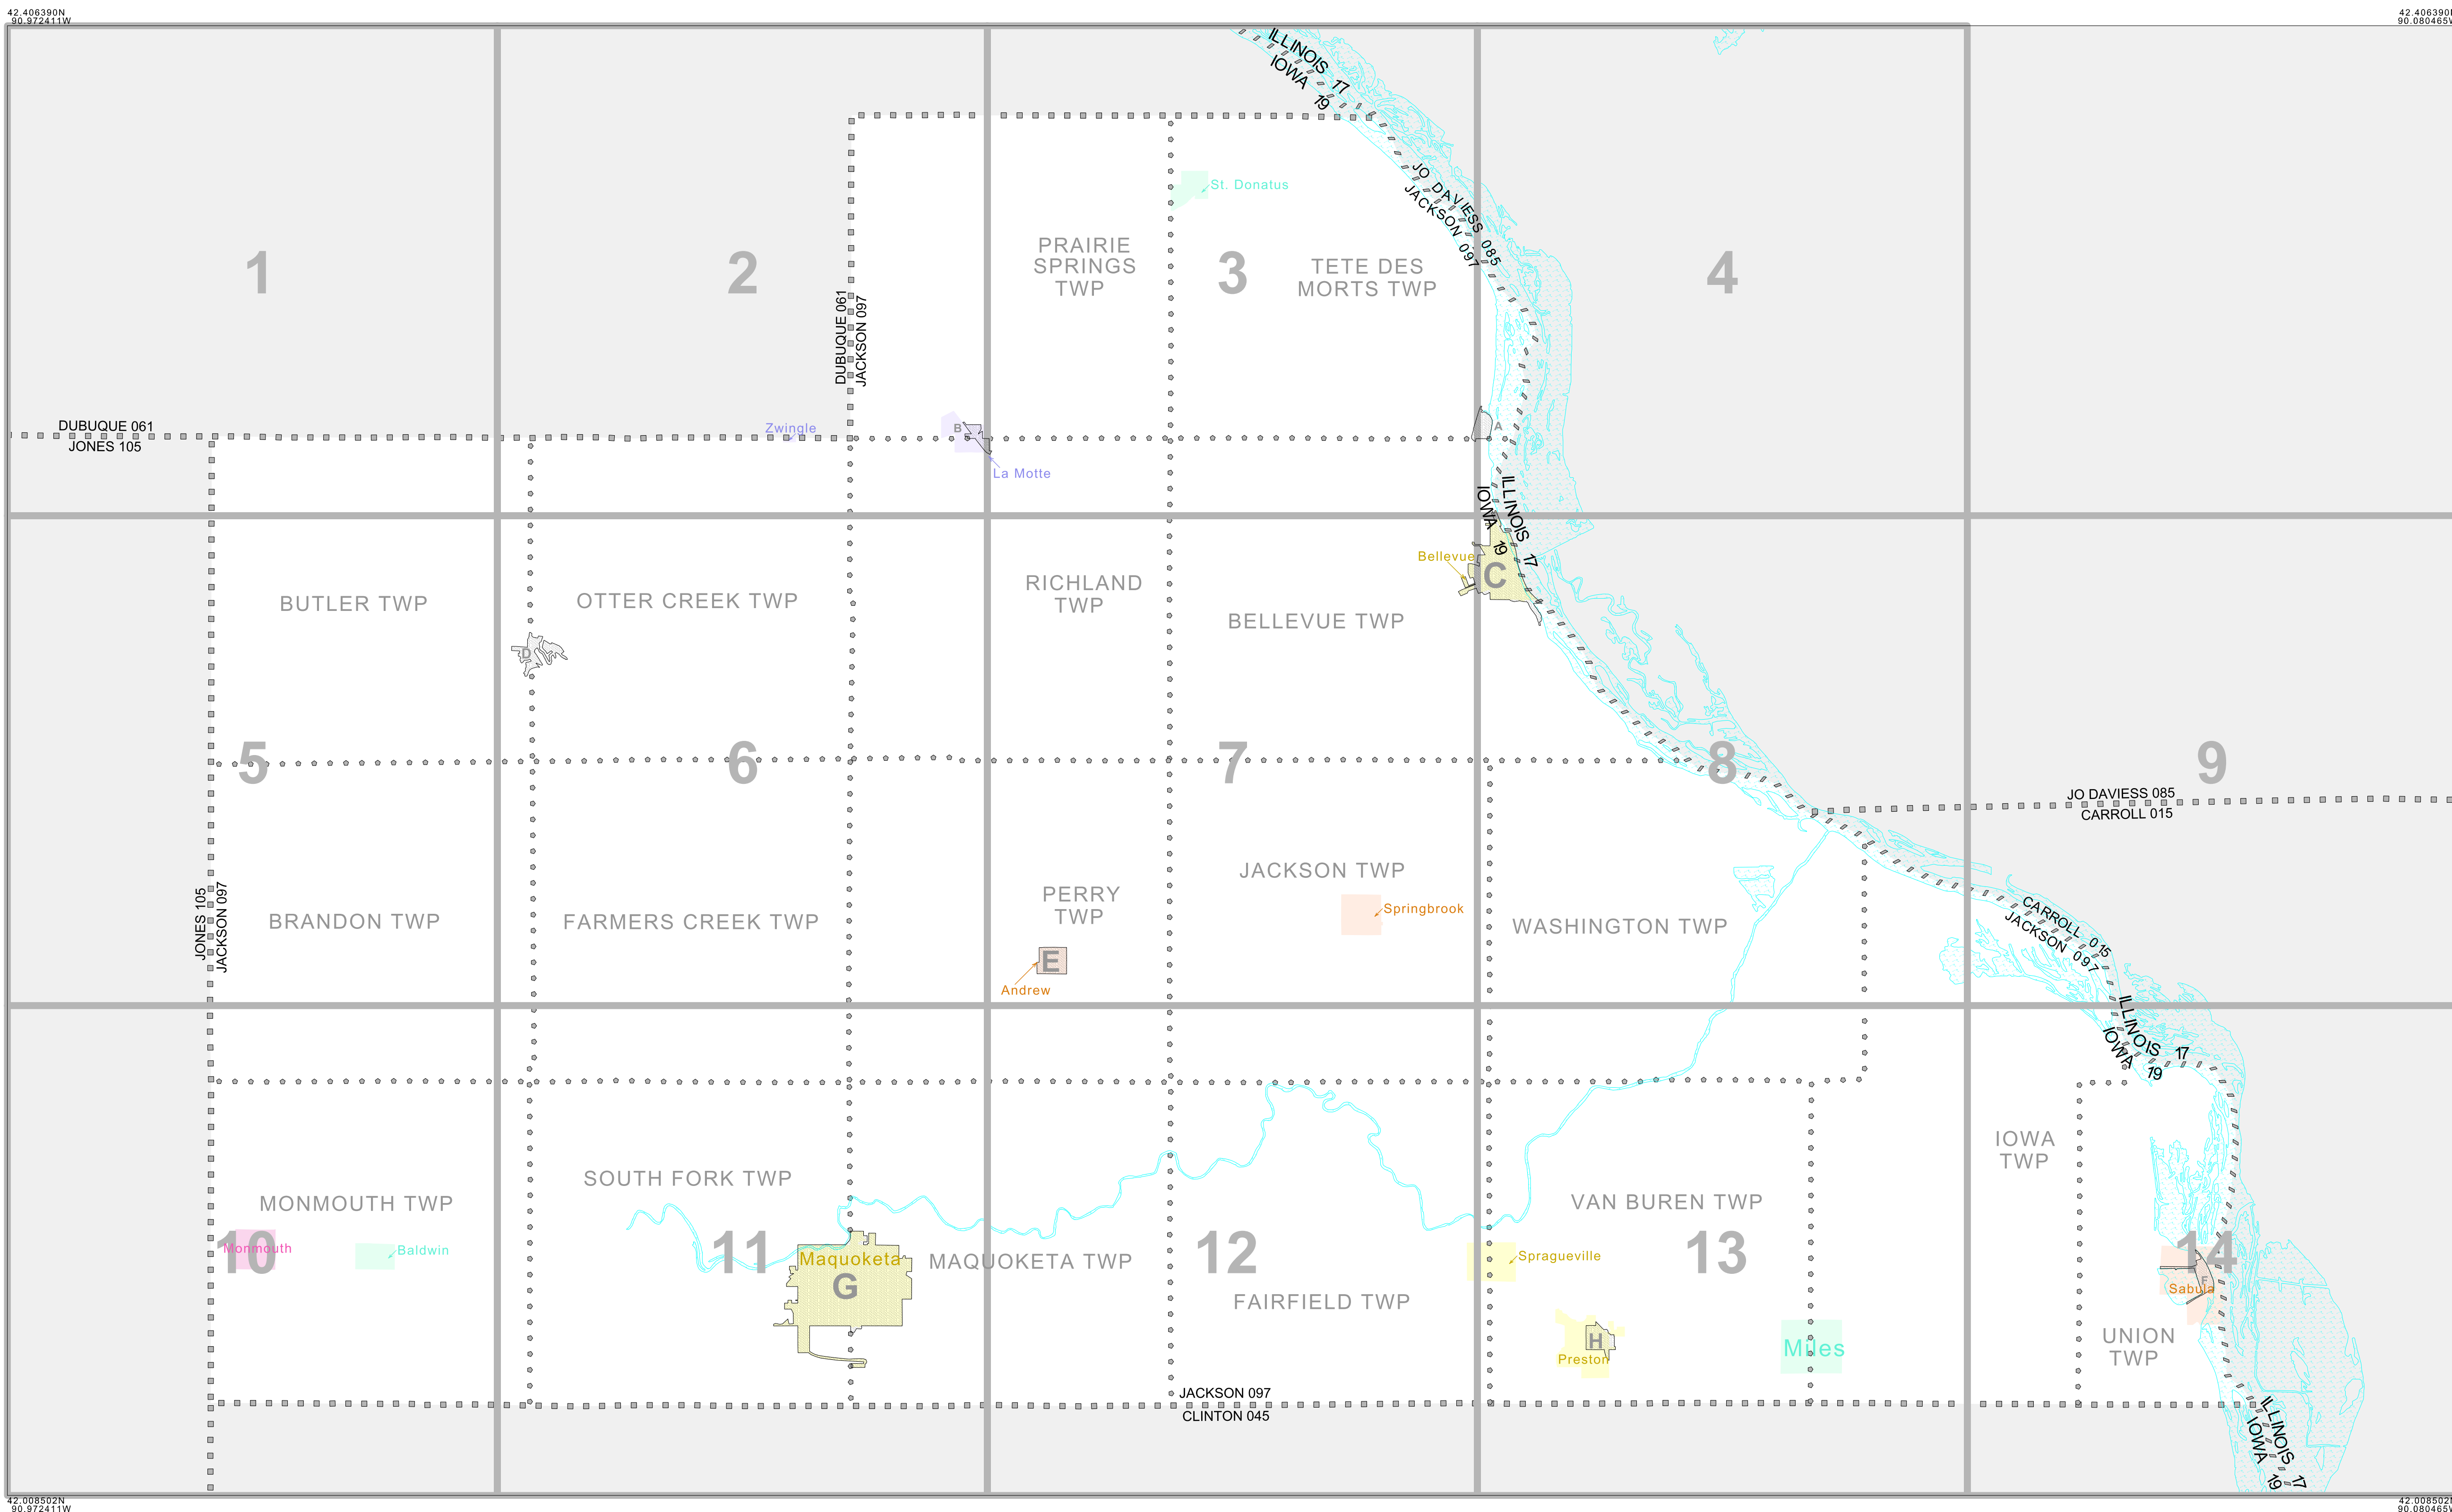 42.406390N
90.972411W
42.406390N
90.080465W
ILLINOIS 17
IOWA 19
St. Donatus
JO DAVIESS 085
JACKSON 097
PRAIRIE
SPRINGS
TWP
TETE DES
MORTS TWP
1
2
3
4
DUBUQUE 061
JACKSON 097
DUBUQUE 061
JONES 105
Zwingle
B
A
La Motte
IOWA 19
ILLINOIS 17
Bellevue
C
BUTLER TWP
OTTER CREEK TWP
RICHLAND
TWP
BELLEVUE TWP
D
5
6
7
8
9
JO DAVIESS 085
CARROLL 015
JONES 105
JACKSON 097
BRANDON TWP
FARMERS CREEK TWP
PERRY
TWP
JACKSON TWP
Springbrook
WASHINGTON TWP
CARROLL 015
JACKSON 097
E
Andrew
ILLINOIS 17
IOWA 19
IOWA
TWP
SOUTH FORK TWP
MONMOUTH TWP
VAN BUREN TWP
Monmouth
Baldwin
10
11
12
13
14
Maquoketa
G
MAQUOKETA TWP
Spragueville
F
Sabula
FAIRFIELD TWP
H
Preston
Miles
UNION
TWP
JACKSON 097
CLINTON 045
ILLINOIS 17
IOWA 19
42.008502N
90.972411W
42.008502N
90.080465W